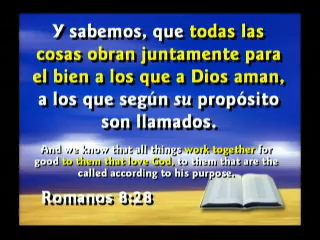 Y sabemos, que todas las
cosas obran juntamente para
el bien a los que a Dios aman,
a los que según su propósito
son llamados.
And we know that all things work together for
good to them that love God, to them that are the
called according to his purpose.
Romanos 8:28